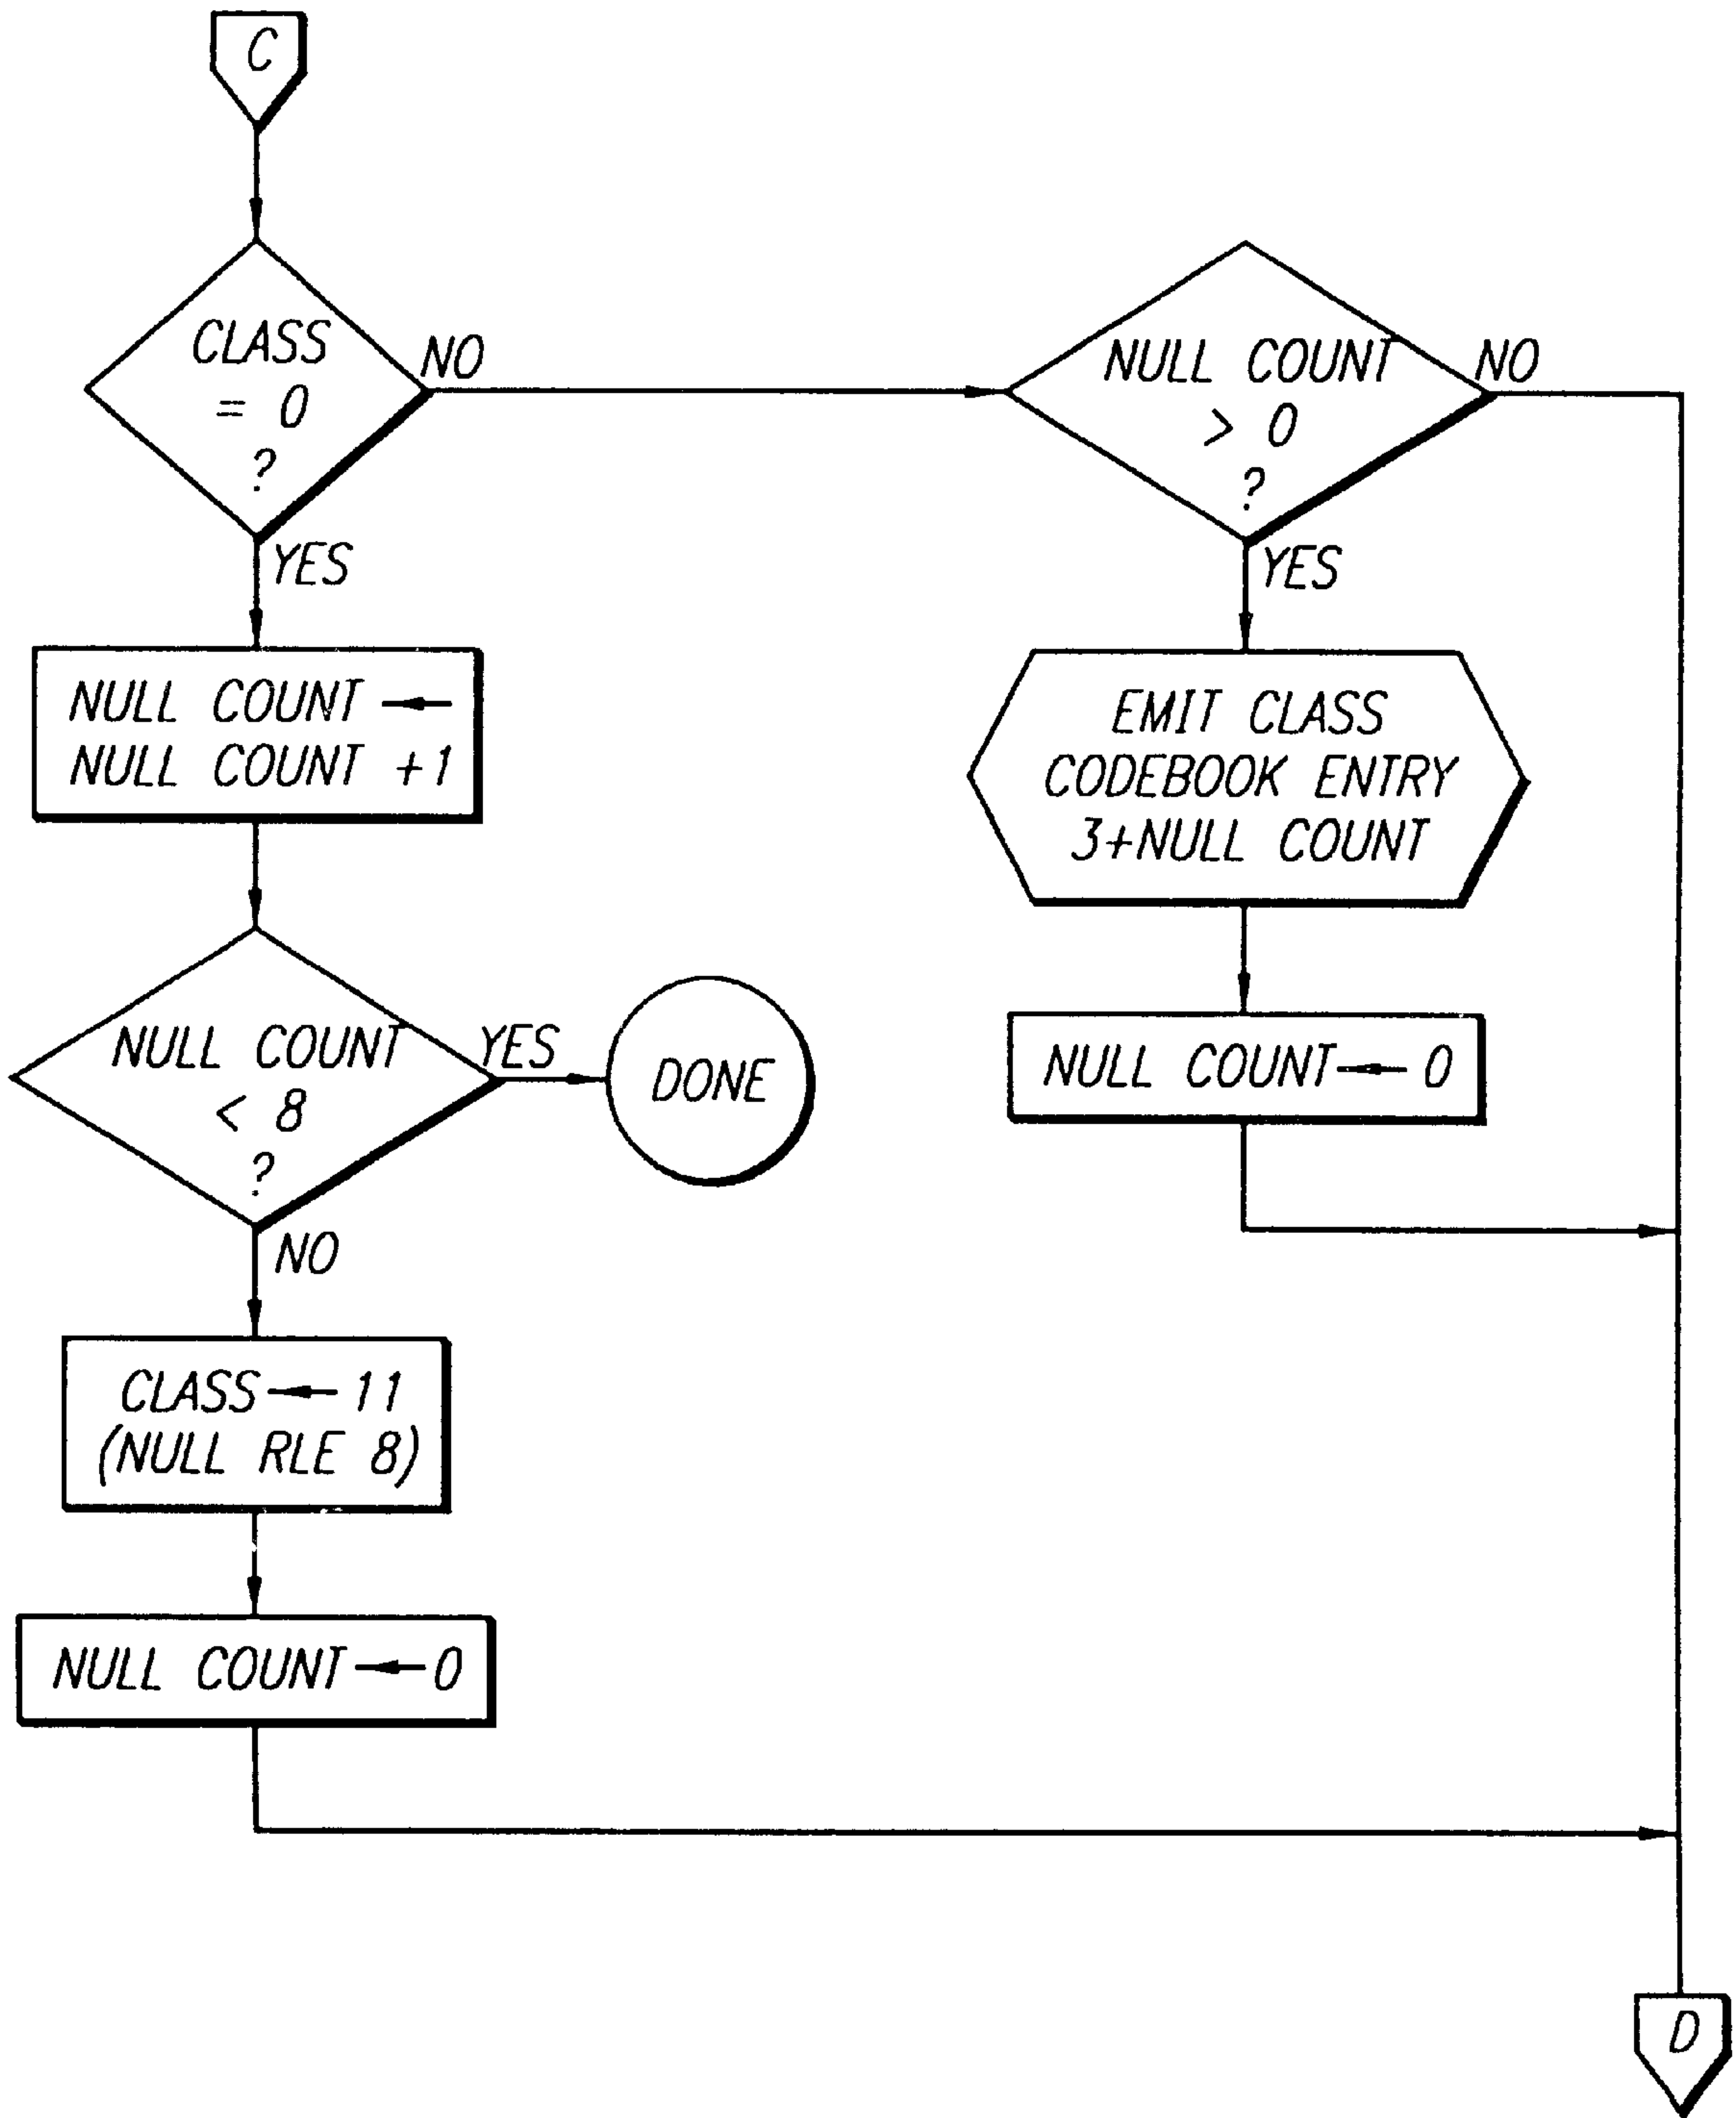 C
CLASS
= 0
?
NO
YES
NULL COUNT ←
NULL COUNT +1
NULL COUNT
< 8
?
YES
DONE
NO
CLASS ← 11
(NULL RLE 8)
NULL COUNT ← 0
NULL COUNT
> 0
?
NO
YES
EMIT CLASS
CODEBOOK ENTRY
3+NULL COUNT
NULL COUNT ← 0
D